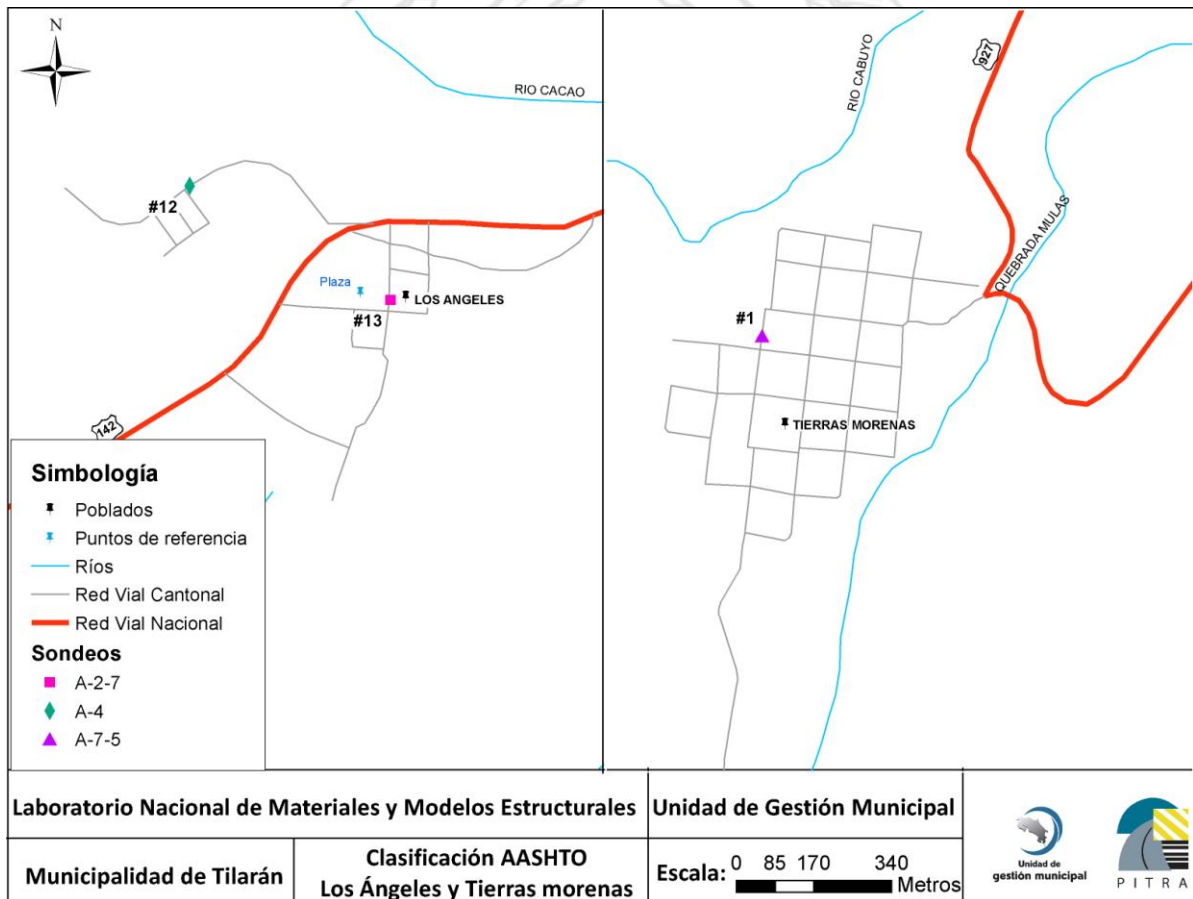 N
RIO CACAO
#12
Plaza
LOS ANGELES
#13
142
RIO CABUYO
927
QUEBRADA MULAS
#1
TIERRAS MORENAS
Simbología
Poblados
Puntos de referencia
Ríos
Red Vial Cantonal
Red Vial Nacional
Sondeos
A-2-7
A-4
A-7-5
Laboratorio Nacional de Materiales y Modelos Estructurales
Unidad de Gestión Municipal
Municipalidad de Tilarán
Clasificación AASHTO
Los Ángeles y Tierras morenas
Escala: 0 85 170 340
Metros
Unidad de
gestión municipal
PITRA